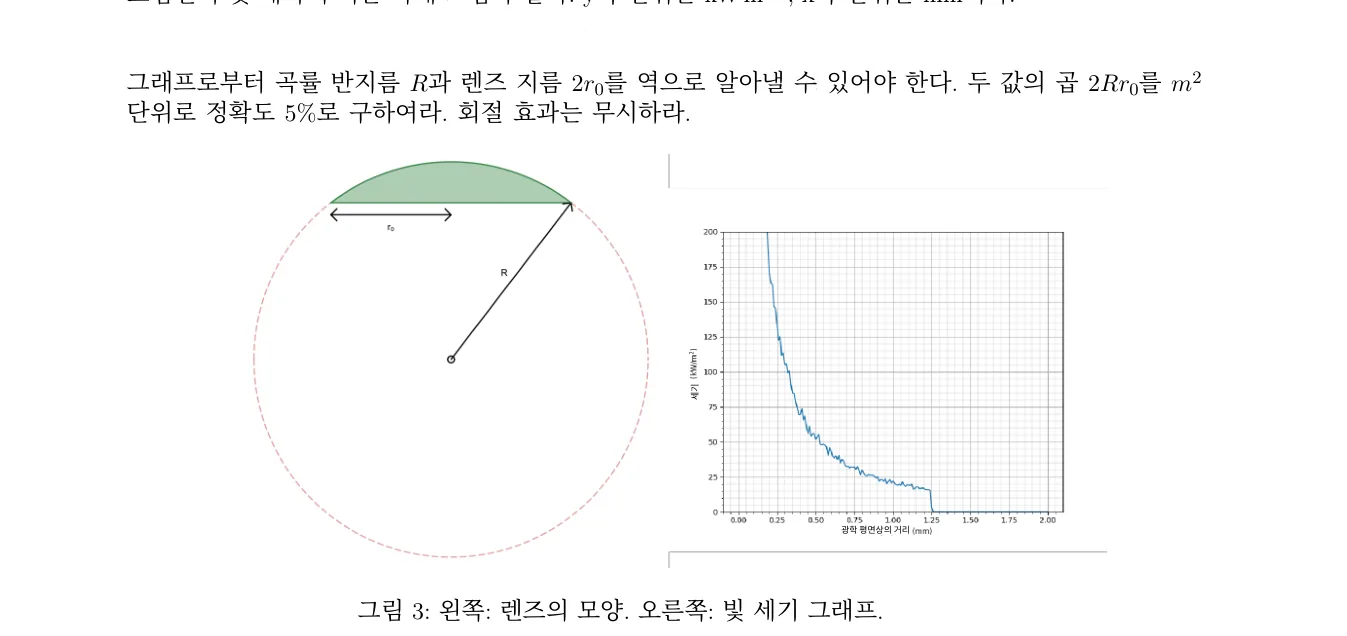 그래프로부터 곡률 반지름 R과 렌즈 지름 2r₀를 역으로 알아낼 수 있어야 한다. 두 값의 곱 2Rr₀를 m²
단위로 정확도 5%로 구하여라. 회절 효과는 무시하라.
r₀
R
세기 (kW/m²)
200
175
150
125
100
75
50
25
0
0.00 0.25 0.50 0.75 1.00 1.25 1.50 1.75 2.00
광학 평면상의 거리 (mm)
그림 3: 왼쪽: 렌즈의 모양. 오른쪽: 빛 세기 그래프.